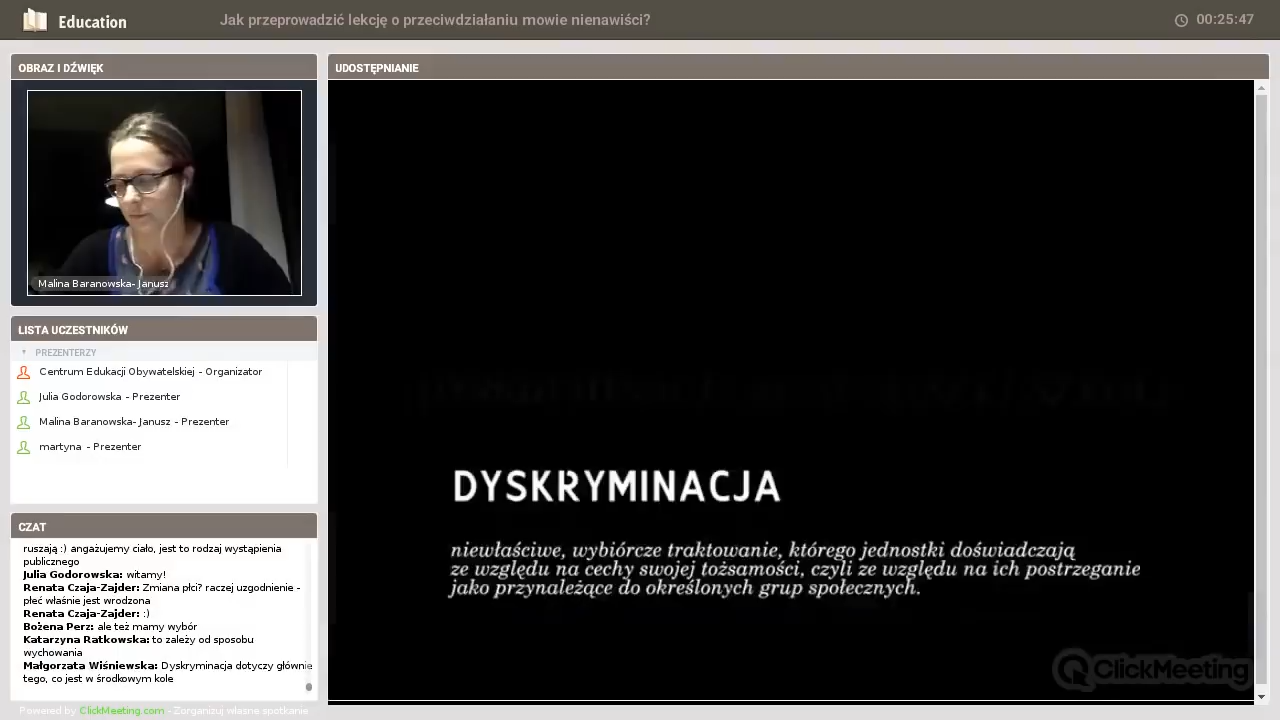 Education
Jak przeprowadzić lekcję o przeciwdziałaniu mowie nienawiści?
00:25:47
OBRAZ I DŹWIĘK
Malina Baranowska- Janusz
LISTA UCZESTNIKÓW
PREZENTERZY
Centrum Edukacji Obywatelskiej - Organizator
Julia Godorowska - Prezenter
Malina Baranowska- Janusz - Prezenter
martyna - Prezenter
CZAT
ruszają :) angażujemy ciało, jest to rodzaj wystąpienia
publicznego
Julia Godorowska: witamy!
Renata Czaja-Zajder: Zmiana płci? raczej uzgodnienie -
płeć właśnie jest wrodzona
Renata Czaja-Zajder: :)
Bożena Perz: ale też mamy wybór
Katarzyna Ratkowska: to zależy od sposobu
wychowania
Małgorzata Wiśniewska: Dyskryminacja dotyczy głównie
tego, co jest w środkowym kole
Powered by ClickMeeting.com - Zorganizuj własne spotkanie
UDOSTĘPNIANIE
DYSKRYMINACJA
niewłaściwe, wybiórcze traktowanie, którego jednostki doświadczają
ze względu na cechy swojej tożsamości, czyli ze względu na ich postrzeganie
jako przynależące do określonych grup społecznych.
ClickMeeting